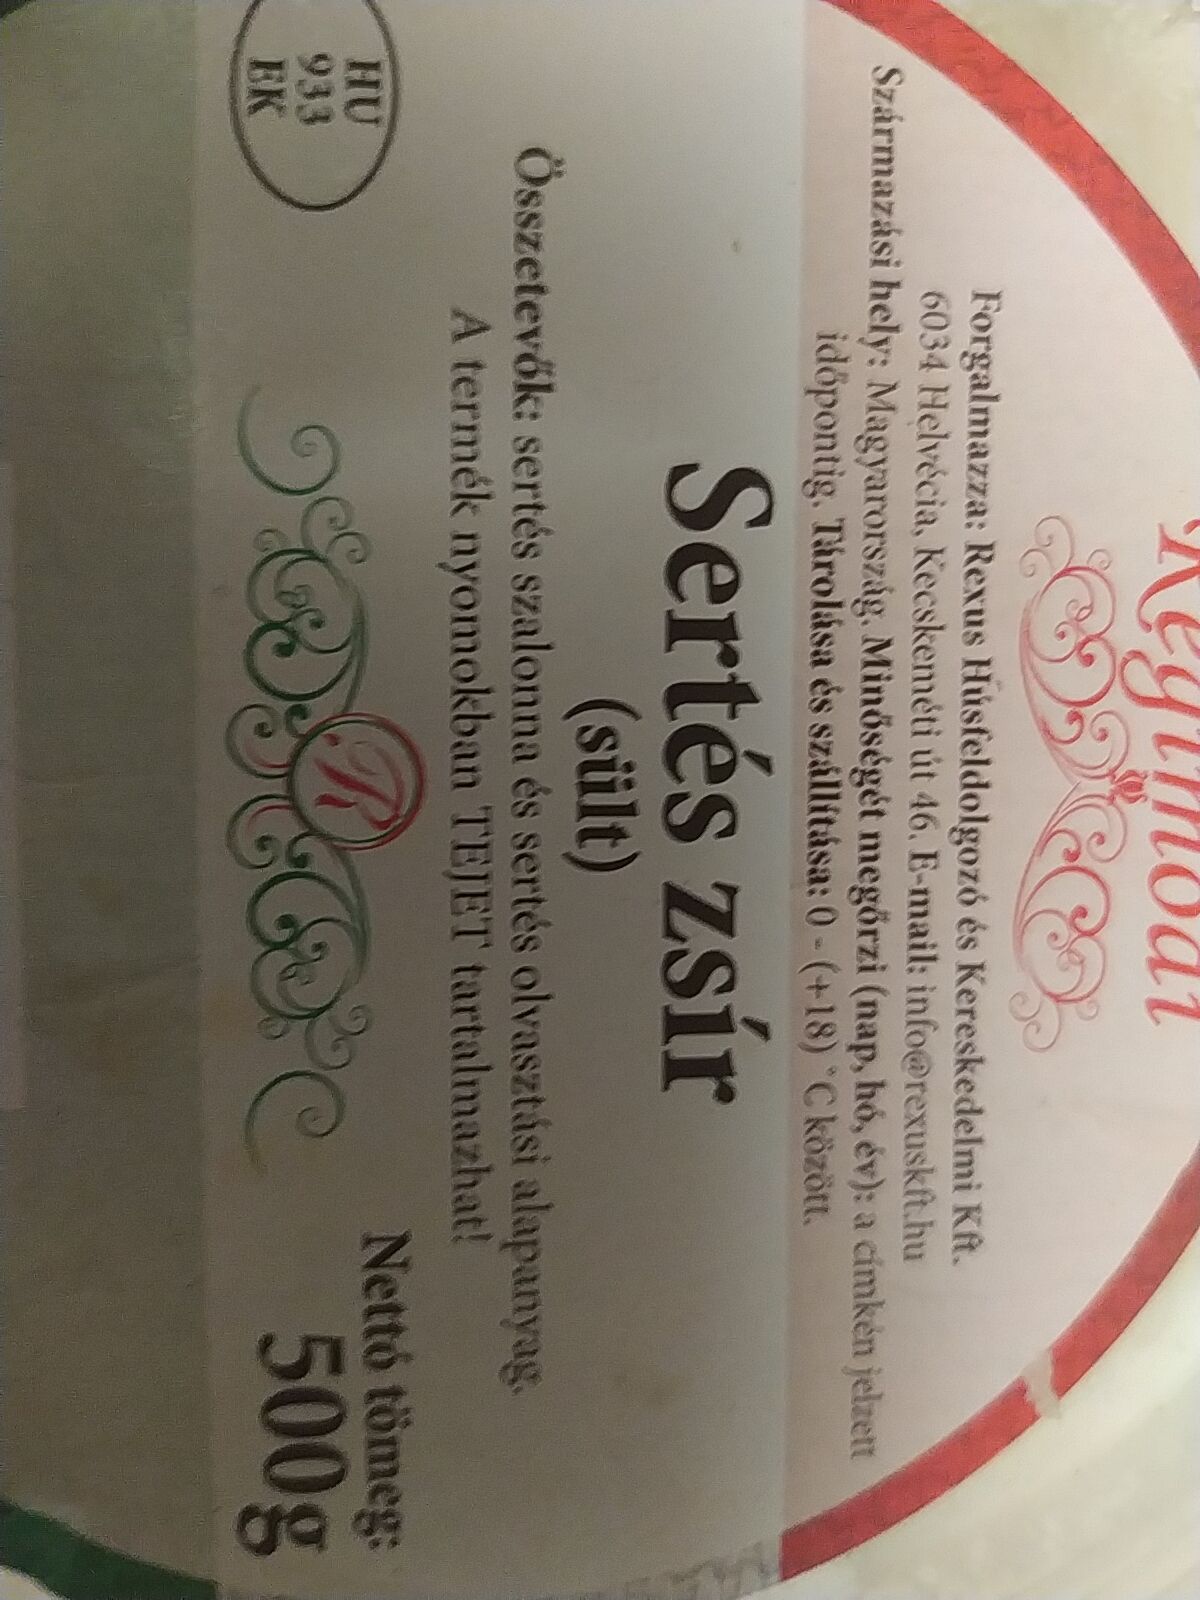 Régimódi
Forgalmazza: Rexus Húsfeldolgozó és Kereskedelmi Kft.
6034 Helvécia, Kecskeméti út 46. E-mail: info@rexuskft.hu
Származási hely: Magyarország. Minőségét megőrzi (nap, hó, év): a címkén jelzett
időpontig. Tárolása és szállítása: 0 - (+18) °C között.
Sertés zsír
(sült)
Összetevők: sertés szalonna és sertés olvasztási alapanyag.
A termék nyomokban TEJET tartalmazhat!
HU
933
EK
R
Nettó tömeg:
500g